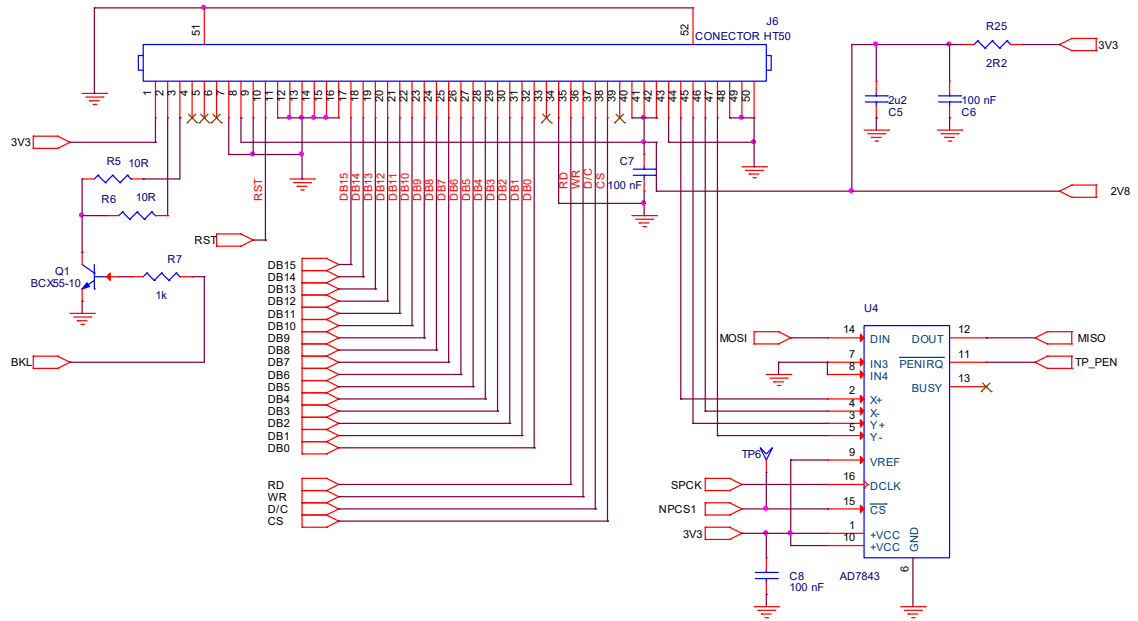 J6
CONECTOR HT50
51
52
1
2
3
4
5
6
7
8
9
10
11
12
13
14
15
16
17
18
19
20
21
22
23
24
25
26
27
28
29
30
31
32
33
34
35
36
37
38
39
40
41
42
43
44
45
46
47
48
49
50
R25
2R2
3V3
2u2
C5
100 nF
C6
3V3
R5 10R
R6 10R
RST
DB15
DB14
DB13
DB12
DB11
DB10
DB9
DB8
DB7
DB6
DB5
DB4
DB3
DB2
DB1
DB0
RD
WR
D/C
CS
C7
100 nF
2V8
RST
Q1
BCX55-10
R7
1k
BKL
DB15
DB14
DB13
DB12
DB11
DB10
DB9
DB8
DB7
DB6
DB5
DB4
DB3
DB2
DB1
DB0
RD
WR
D/C
CS
U4
MOSI
14
DIN
DOUT
12
MISO
7
IN3
PENIRQ
11
TP_PEN
8
IN4
BUSY
13
2
X+
4
X-
3
Y+
5
Y-
TP6
9
VREF
SPCK
16
DCLK
NPCS1
15
CS
3V3
1
+VCC
10
+VCC
GND
6
C8
100 nF
AD7843